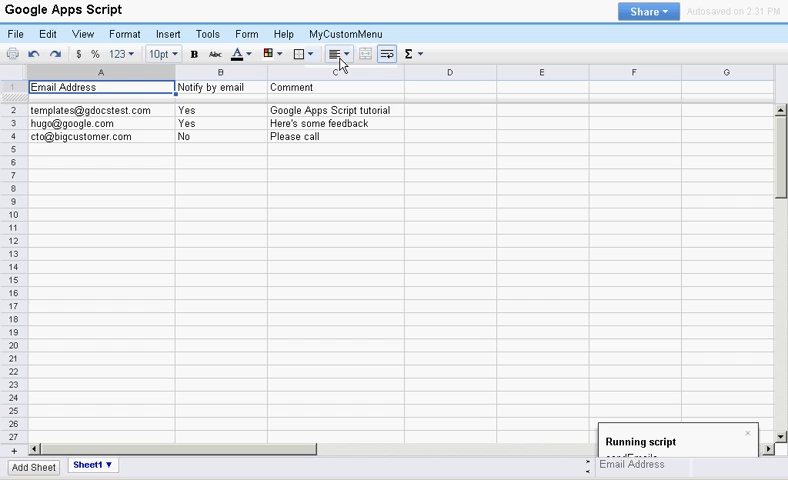 Google Apps Script
Share
Autosaved on 2:31 PM
File Edit View Format Insert Tools Form Help MyCustomMenu
$ % 123 10pt B Abc A Σ
A B C D E F G
1 Email Address Notify by email Comment
2 templates@gdocstest.com Yes Google Apps Script tutorial
3 hugo@google.com Yes Here's some feedback
4 cto@bigcustomer.com No Please call
5
6
7
8
9
10
11
12
13
14
15
16
17
18
19
20
21
22
23
24
25
26
27
Running script
sendEmails
+
Add Sheet Sheet1
Email Address